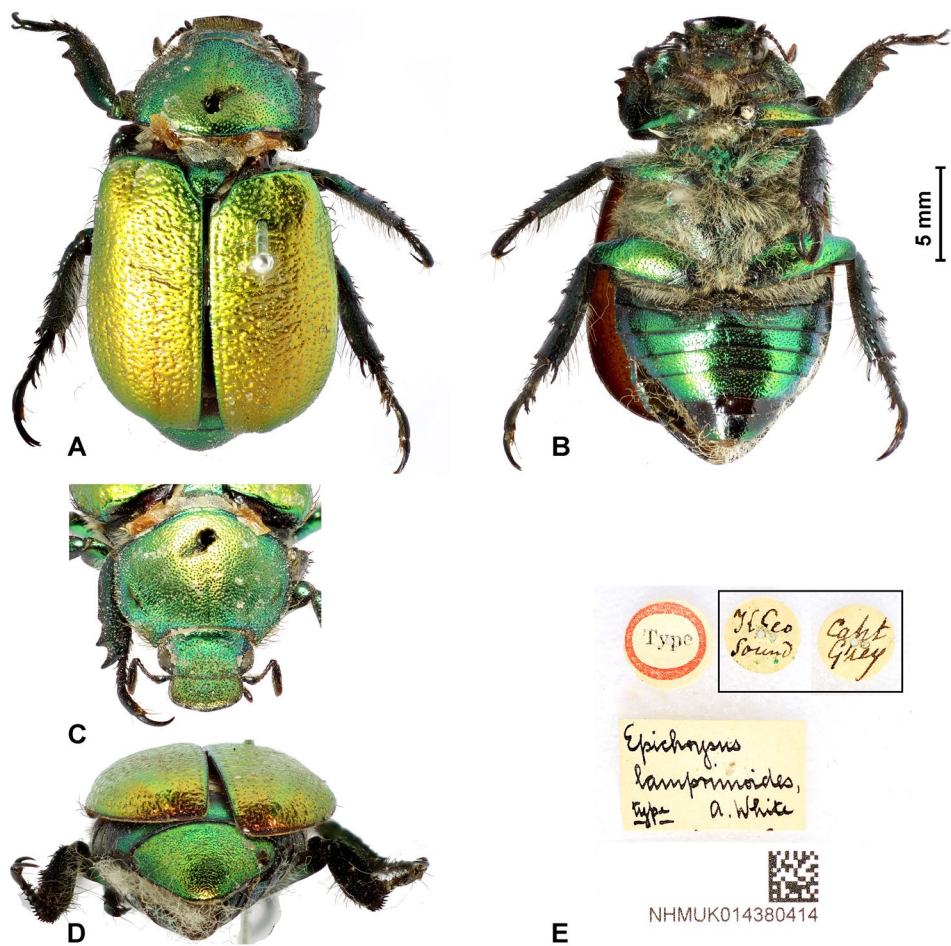 A
B
5 mm
C
Type
K Geo
Sound
Capt
Grey
Epichrysus
lamprimoides,
type A. White
NHMUK014380414
D
E